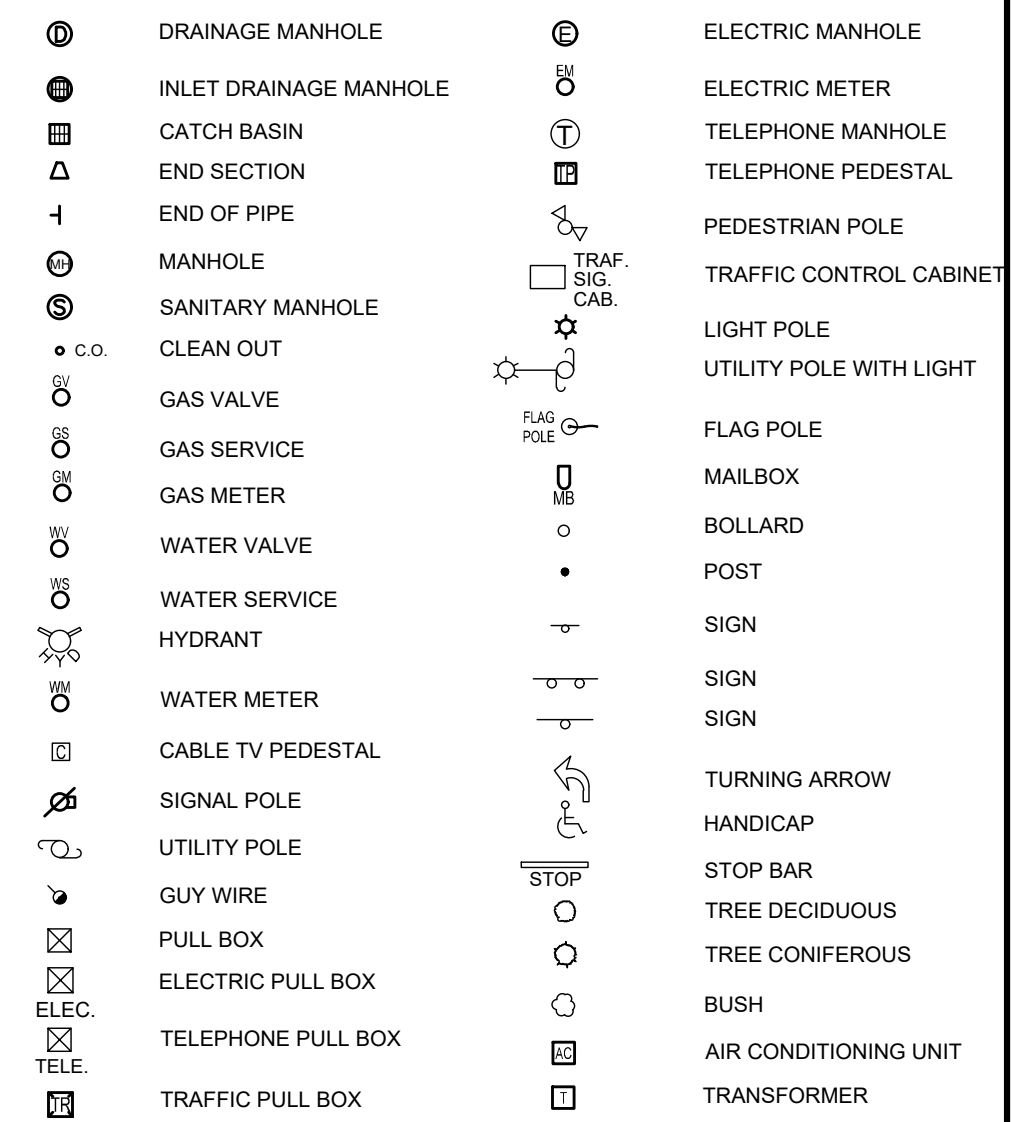 D DRAINAGE MANHOLE
INLET DRAINAGE MANHOLE
CATCH BASIN
END SECTION
END OF PIPE
MH MANHOLE
S SANITARY MANHOLE
C.O. CLEAN OUT
GV
GAS VALVE
GS
GAS SERVICE
GM
GAS METER
WV
WATER VALVE
WS
WATER SERVICE
HYDRANT
HYD
WM
WATER METER
C CABLE TV PEDESTAL
SIGNAL POLE
UTILITY POLE
GUY WIRE
PULL BOX
ELECTRIC PULL BOX
ELEC.
TELEPHONE PULL BOX
TELE.
TR TRAFFIC PULL BOX
E ELECTRIC MANHOLE
EM
ELECTRIC METER
T TELEPHONE MANHOLE
TP TELEPHONE PEDESTAL
PEDESTRIAN POLE
TRAF.
SIG. TRAFFIC CONTROL CABINET
CAB.
LIGHT POLE
UTILITY POLE WITH LIGHT
FLAG
POLE FLAG POLE
MAILBOX
MB
BOLLARD
POST
SIGN
SIGN
SIGN
TURNING ARROW
HANDICAP
STOP BAR
STOP
TREE DECIDUOUS
TREE CONIFEROUS
BUSH
AC AIR CONDITIONING UNIT
T TRANSFORMER